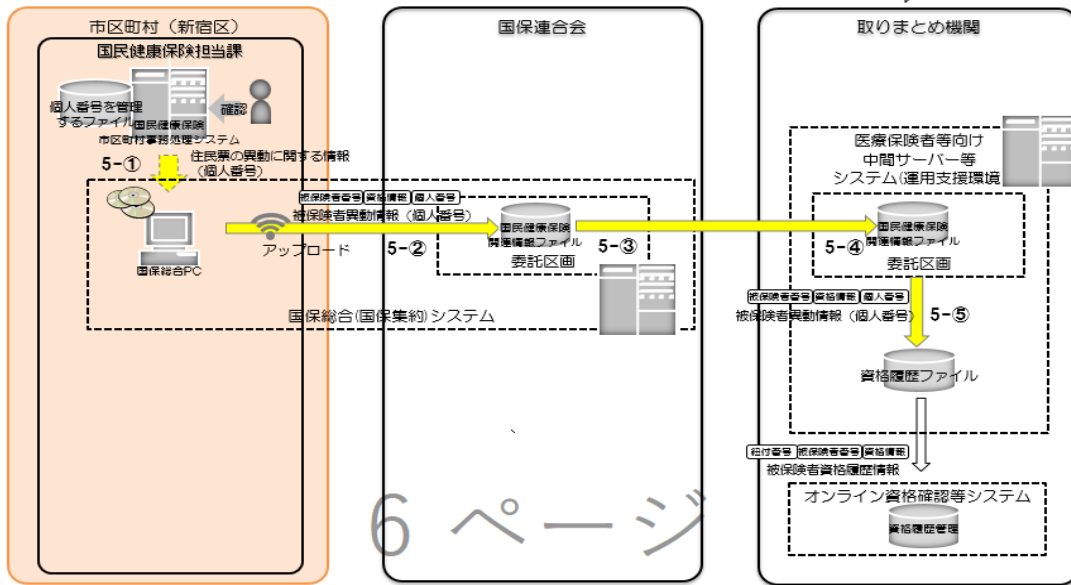 市区町村（新宿区）
国民健康保険担当課
個人番号を管理
するファイル
国民健康保険
市区町村事務処理システム
確認
5-①
住民票の異動に関する情報
（個人番号）
国保総合PC
被保険者番号 資格情報 個人番号
被保険者異動情報（個人番号）
アップロード
5-②
国保総合(国保集約)システム
国保連合会
国民健康保険
関連情報ファイル
委託区画
5-③
取りまとめ機関
医療保険者等向け
中間サーバー等
システム(運用支援環境
国民健康保険
関連情報ファイル
5-④
委託区画
被保険者番号 資格情報 個人番号
被保険者異動情報（個人番号）
5-⑤
資格履歴ファイル
紐付番号 被保険者番号 資格情報
被保険者資格履歴情報
オンライン資格確認等システム
資格履歴管理
6 ページ